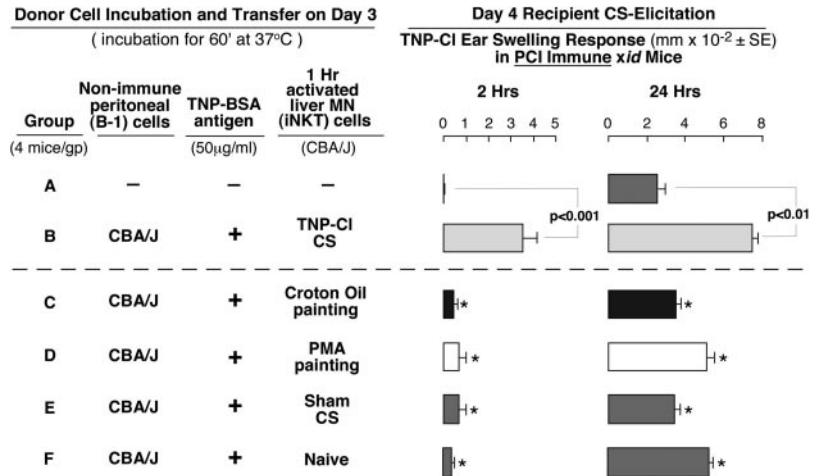 Donor Cell Incubation and Transfer on Day 3
( incubation for 60' at 37ºC )
Day 4 Recipient CS-Elicitation
TNP-Cl Ear Swelling Response (mm x 10-2 ± SE)
in PCI Immune xid Mice
Group
(4 mice/gp)
Non-immune
peritoneal
(B-1) cells
TNP-BSA
antigen
(50µg/ml)
1 Hr
activated
liver MN
(iNKT) cells
(CBA/J)
2 Hrs
24 Hrs
0 1 2 3 4 5
0 2 4 6 8
A – – –
p<0.001
p<0.01
B CBA/J + TNP-Cl
CS
C CBA/J + Croton Oil
painting
* *
D CBA/J + PMA
painting
* *
E CBA/J + Sham
CS
* *
F CBA/J + Naive
* *